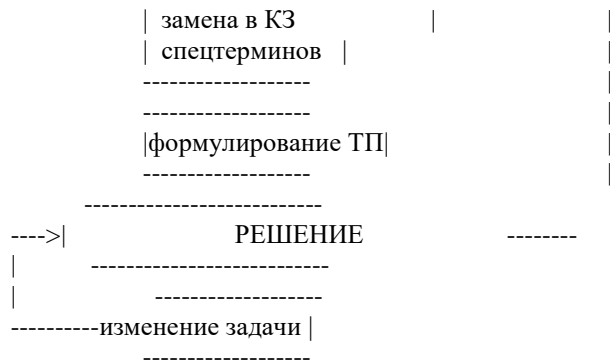 | замена в КЗ | |
| спецтерминов | |
------------------- |
------------------- |
|формулирование ТП| |
------------------- |
---------------------------
---->| РЕШЕНИЕ --------
| ---------------------------
| -------------------
----------изменение задачи |
-------------------